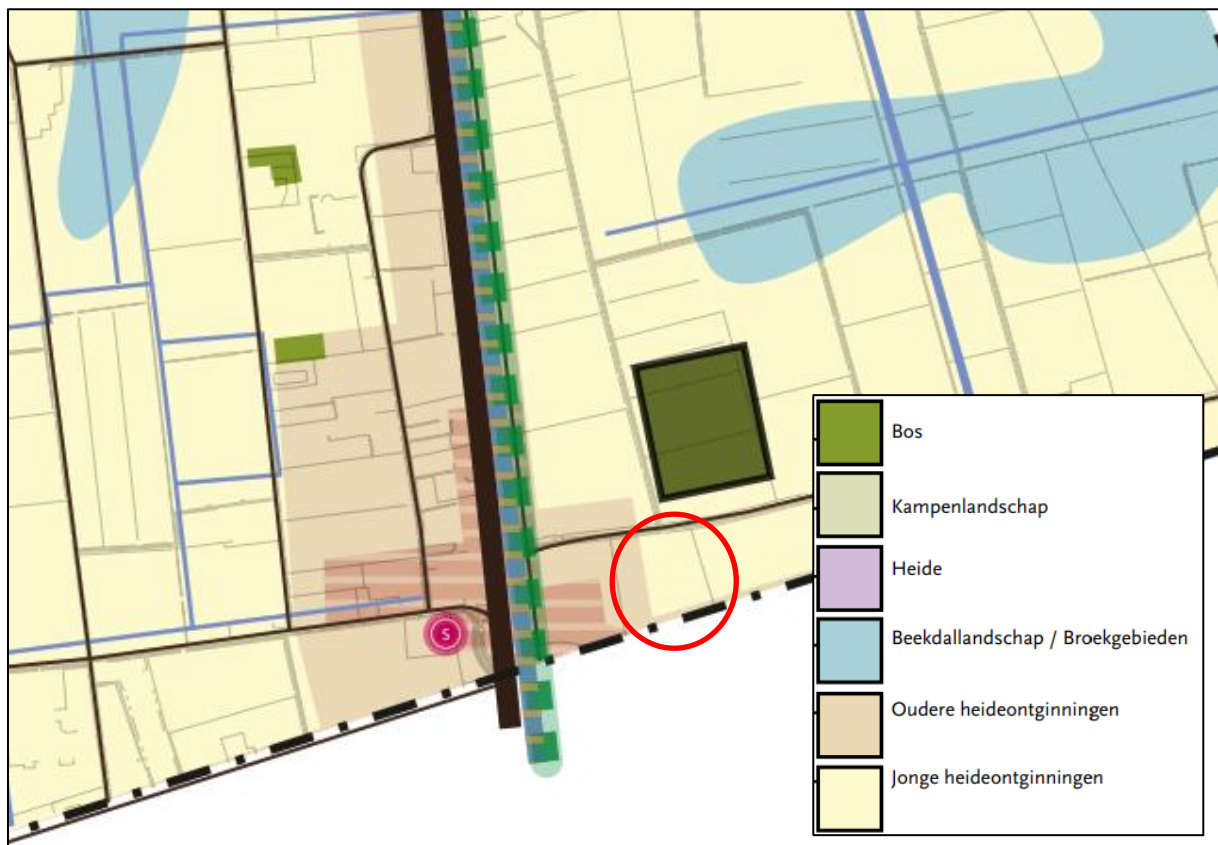 S
Bos
Kampenlandschap
Heide
Beekdallandschap / Broekgebieden
Oudere heideontginningen
Jonge heideontginningen